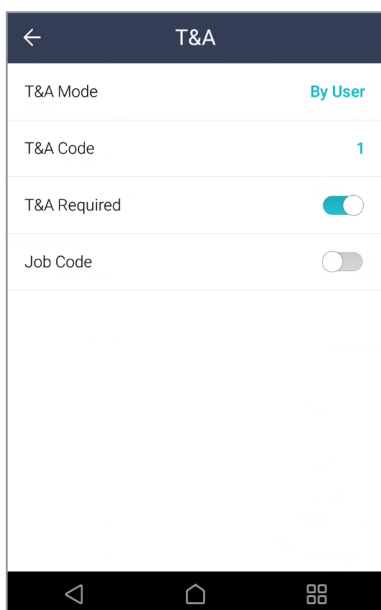 T&A
T&A Mode By User
T&A Code 1
T&A Required
Job Code